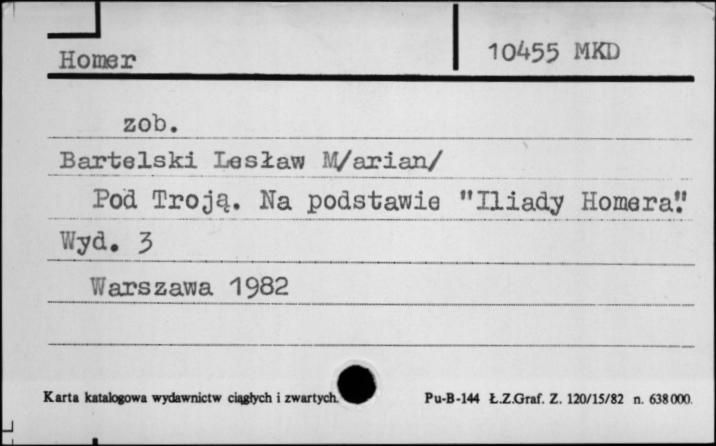 Homer 10455 MKD
zob.
Bartelski Lesław M/arian/
Pod Troją. Na podstawie "Iliady Homera".
Wyd. 3
Warszawa 1982
Karta katalogowa wydawnictw ciągłych i zwartych. Pu-B-144 Ł.Z.Graf. Z. 120/15/82 n. 638000.